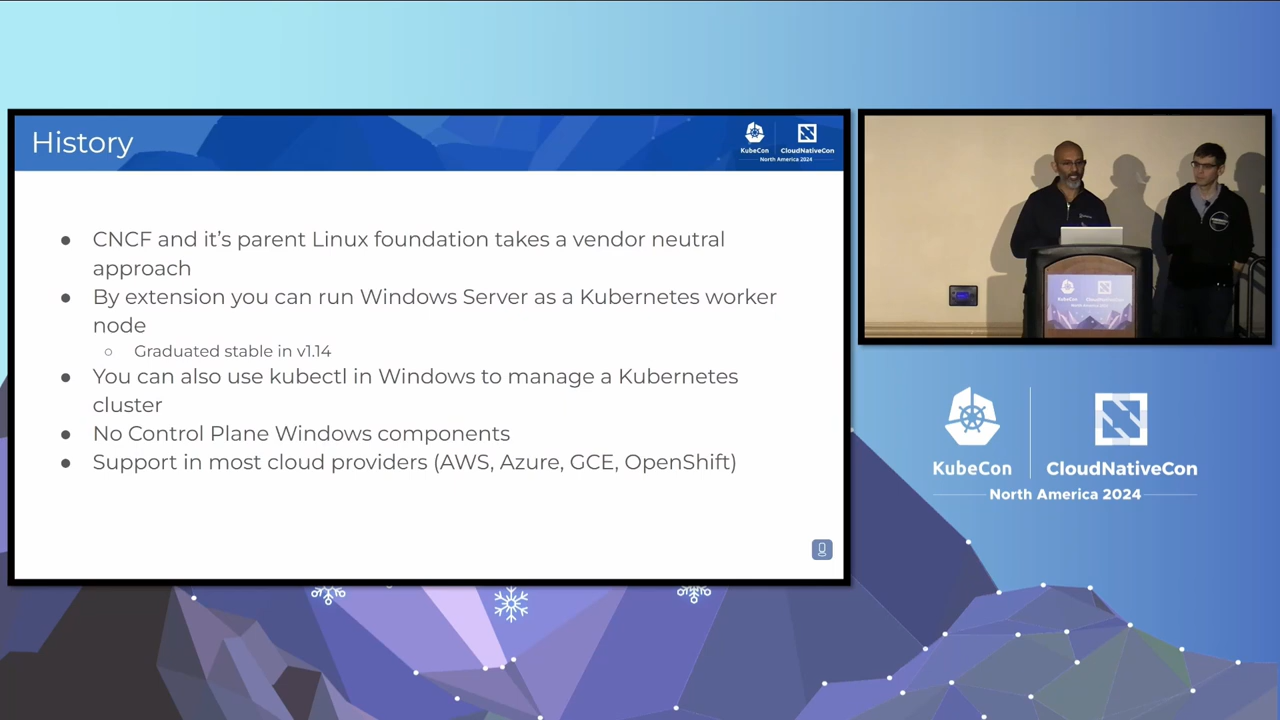 History
KubeCon
CloudNativeCon
North America 2024
● CNCF and it's parent Linux foundation takes a vendor neutral
approach
● By extension you can run Windows Server as a Kubernetes worker
node
○ Graduated stable in v1.14
● You can also use kubectl in Windows to manage a Kubernetes
cluster
● No Control Plane Windows components
● Support in most cloud providers (AWS, Azure, GCE, OpenShift)
KubeCon
CloudNativeCon
North America 2024